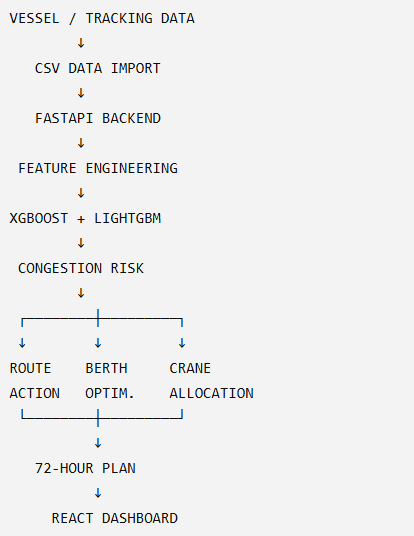 VESSEL / TRACKING DATA
↓
CSV DATA IMPORT
↓
FASTAPI BACKEND
↓
FEATURE ENGINEERING
↓
XGBOOST + LIGHTGBM
↓
CONGESTION RISK
↓
┌────────┼─────────┐
↓ ↓ ↓
ROUTE BERTH CRANE
ACTION OPTIM. ALLOCATION
└────────┼─────────┘
↓
72-HOUR PLAN
↓
REACT DASHBOARD